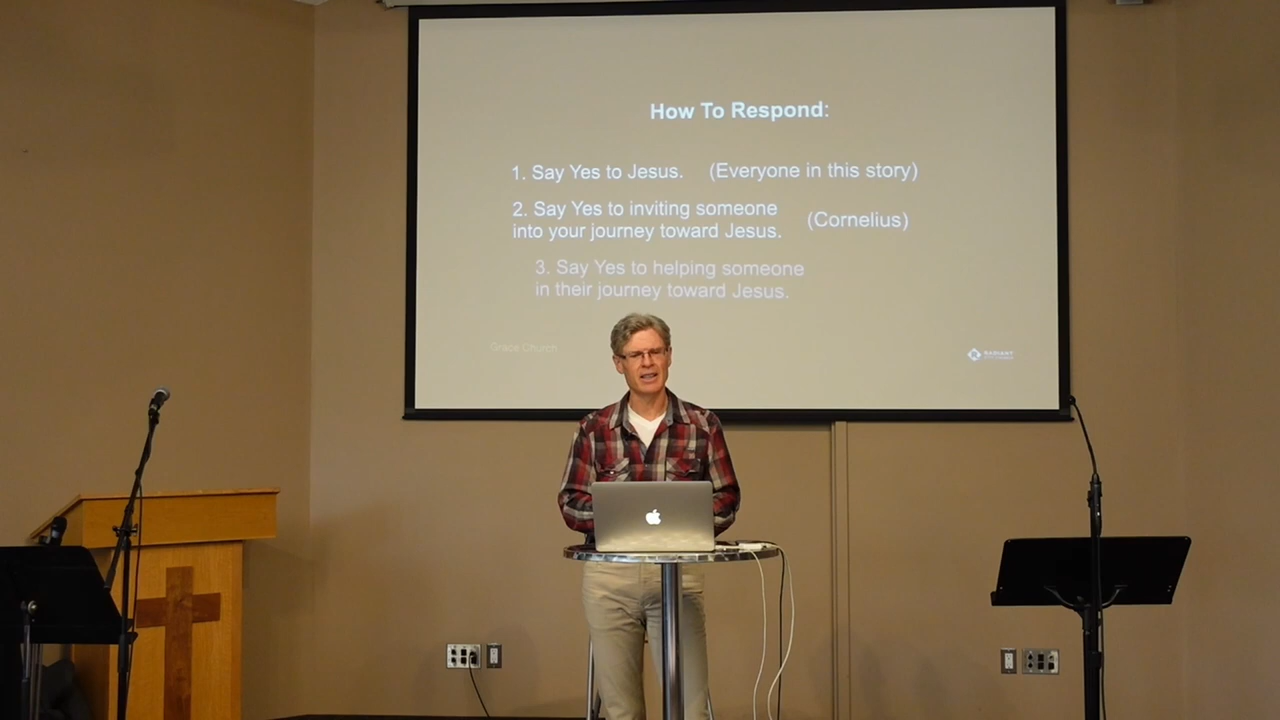 How To Respond:
1. Say Yes to Jesus. (Everyone in this story)
2. Say Yes to inviting someone
into your journey toward Jesus. (Cornelius)
3. Say Yes to helping someone
in their journey toward Jesus.
Grace Church
RADIANT